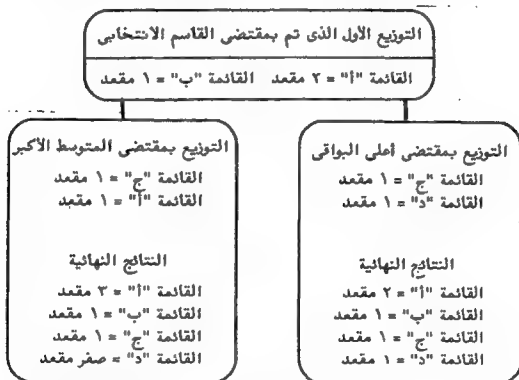 التوزيع الأول الذى تم بمقتضى القاسم الانتخابى
القائمة "أ" = ٢ مقعد القائمة "ب" = ١ مقعد
التوزيع بمقتضى أعلى البواقى
القائمة "ج" = ١ مقعد
القائمة "د" = ١ مقعد
النتائج النهائية
القائمة "أ" = ٢ مقعد
القائمة "ب" = ١ مقعد
القائمة "ج" = ١ مقعد
القائمة "د" = ١ مقعد
التوزيع بمقتضى المتوسط الأكبر
القائمة "ج" = ١ مقعد
القائمة "أ" = ١ مقعد
النتائج النهائية
القائمة "أ" = ٣ مقعد
القائمة "ب" = ١ مقعد
القائمة "ج" = ١ مقعد
القائمة "د" = صفر مقعد